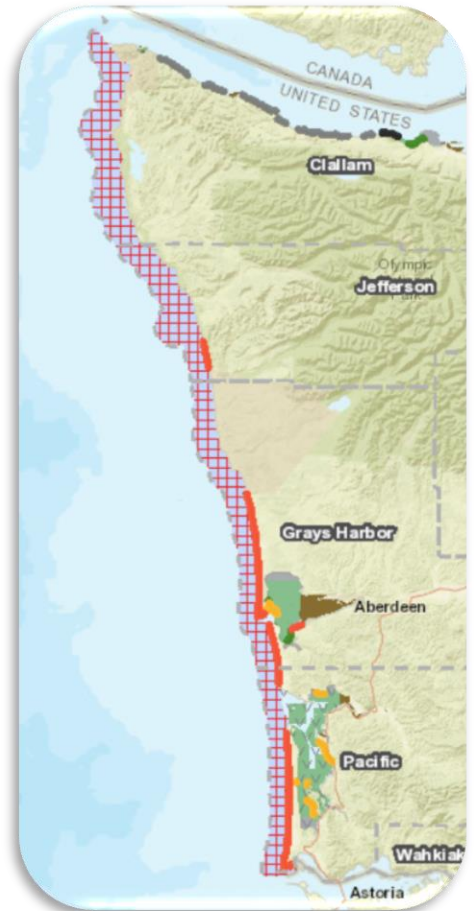 CANADA
UNITED STATES
Clallam
Olympic
Jefferson
Grays Harbor
Aberdeen
Pacific
Wahkiak
Astoria